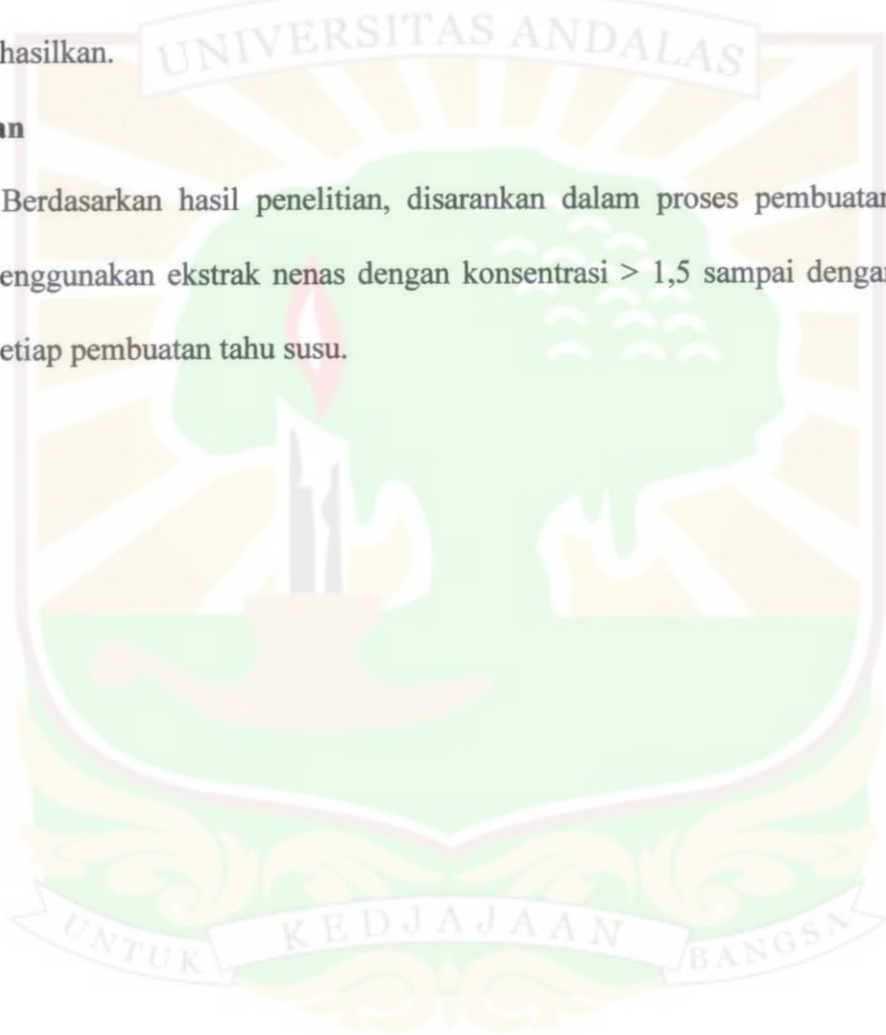 UNIVERSITAS ANDALAS
hasilkan.
an
Berdasarkan hasil penelitian, disarankan dalam proses pembuatan
enggunakan ekstrak nenas dengan konsentrasi > 1,5 sampai dengan
etiap pembuatan tahu susu.
UNTUK KEDJAJAAN BANGSA